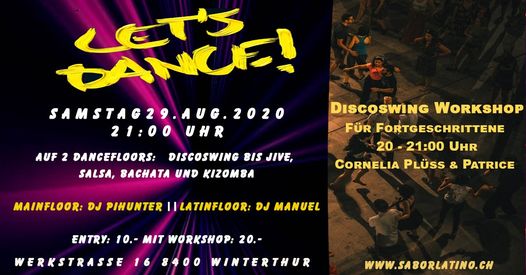 LET'S
DANCE!
SAMSTAG 29. AUG. 2020
21:00 UHR
AUF 2 DANCEFLOORS: DISCOSWING BIS JIVE,
SALSA, BACHATA UND KIZOMBA
MAINFLOOR: DJ PIHUNTER || LATINFLOOR: DJ MANUEL
ENTRY: 10.- MIT WORKSHOP: 20.-
WERKSTRASSE 16 8400 WINTERTHUR
DISCOSWING WORKSHOP
FÜR FORTGESCHRITTENE
20 - 21:00 UHR
CORNELIA PLÜSS & PATRICE
WWW.SABORLATINO.CH